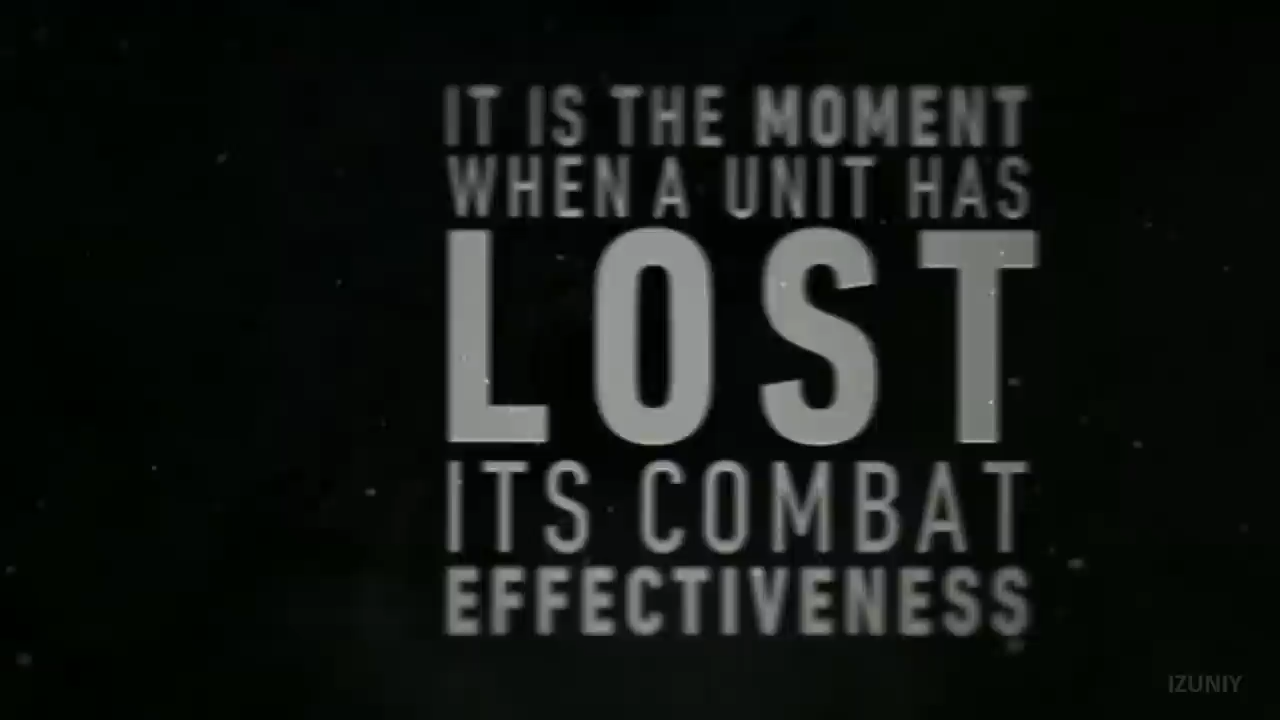 IT IS THE MOMENT
WHEN A UNIT HAS
LOST
ITS COMBAT
EFFECTIVENESS
IZUNIY